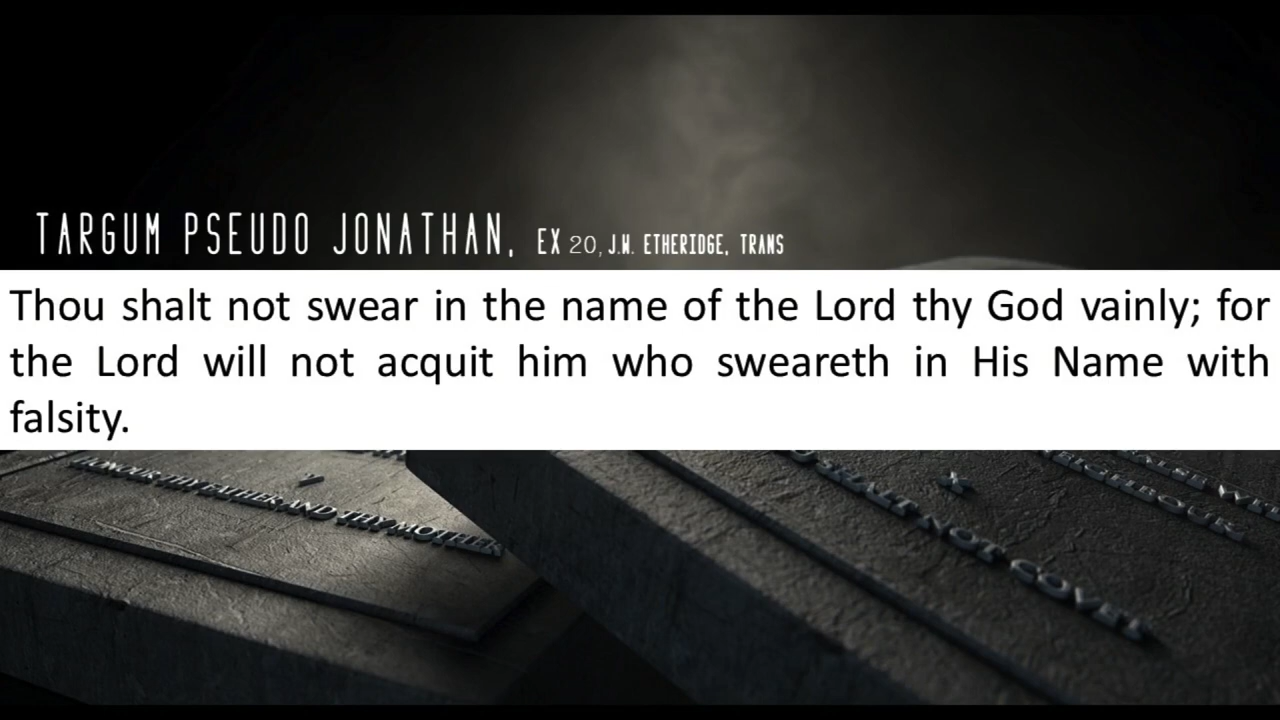 TARGUM PSEUDO JONATHAN, EX 20, J.W. ETHERIDGE, TRANS
Thou shalt not swear in the name of the Lord thy God vainly; for
the Lord will not acquit him who sweareth in His Name with
falsity.
HONOUR THY FATHER AND THY MOTHER
X
SHALT NOT COVET